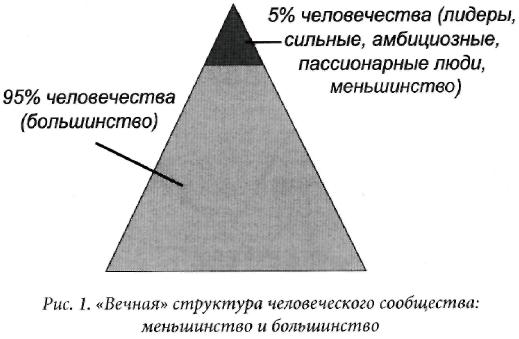 5% человечества (лидеры,
сильные, амбициозные,
пассионарные люди,
меньшинство)
95% человечества
(большинство)
Рис. 1. «Вечная» структура человеческого сообщества:
меньшинство и большинство